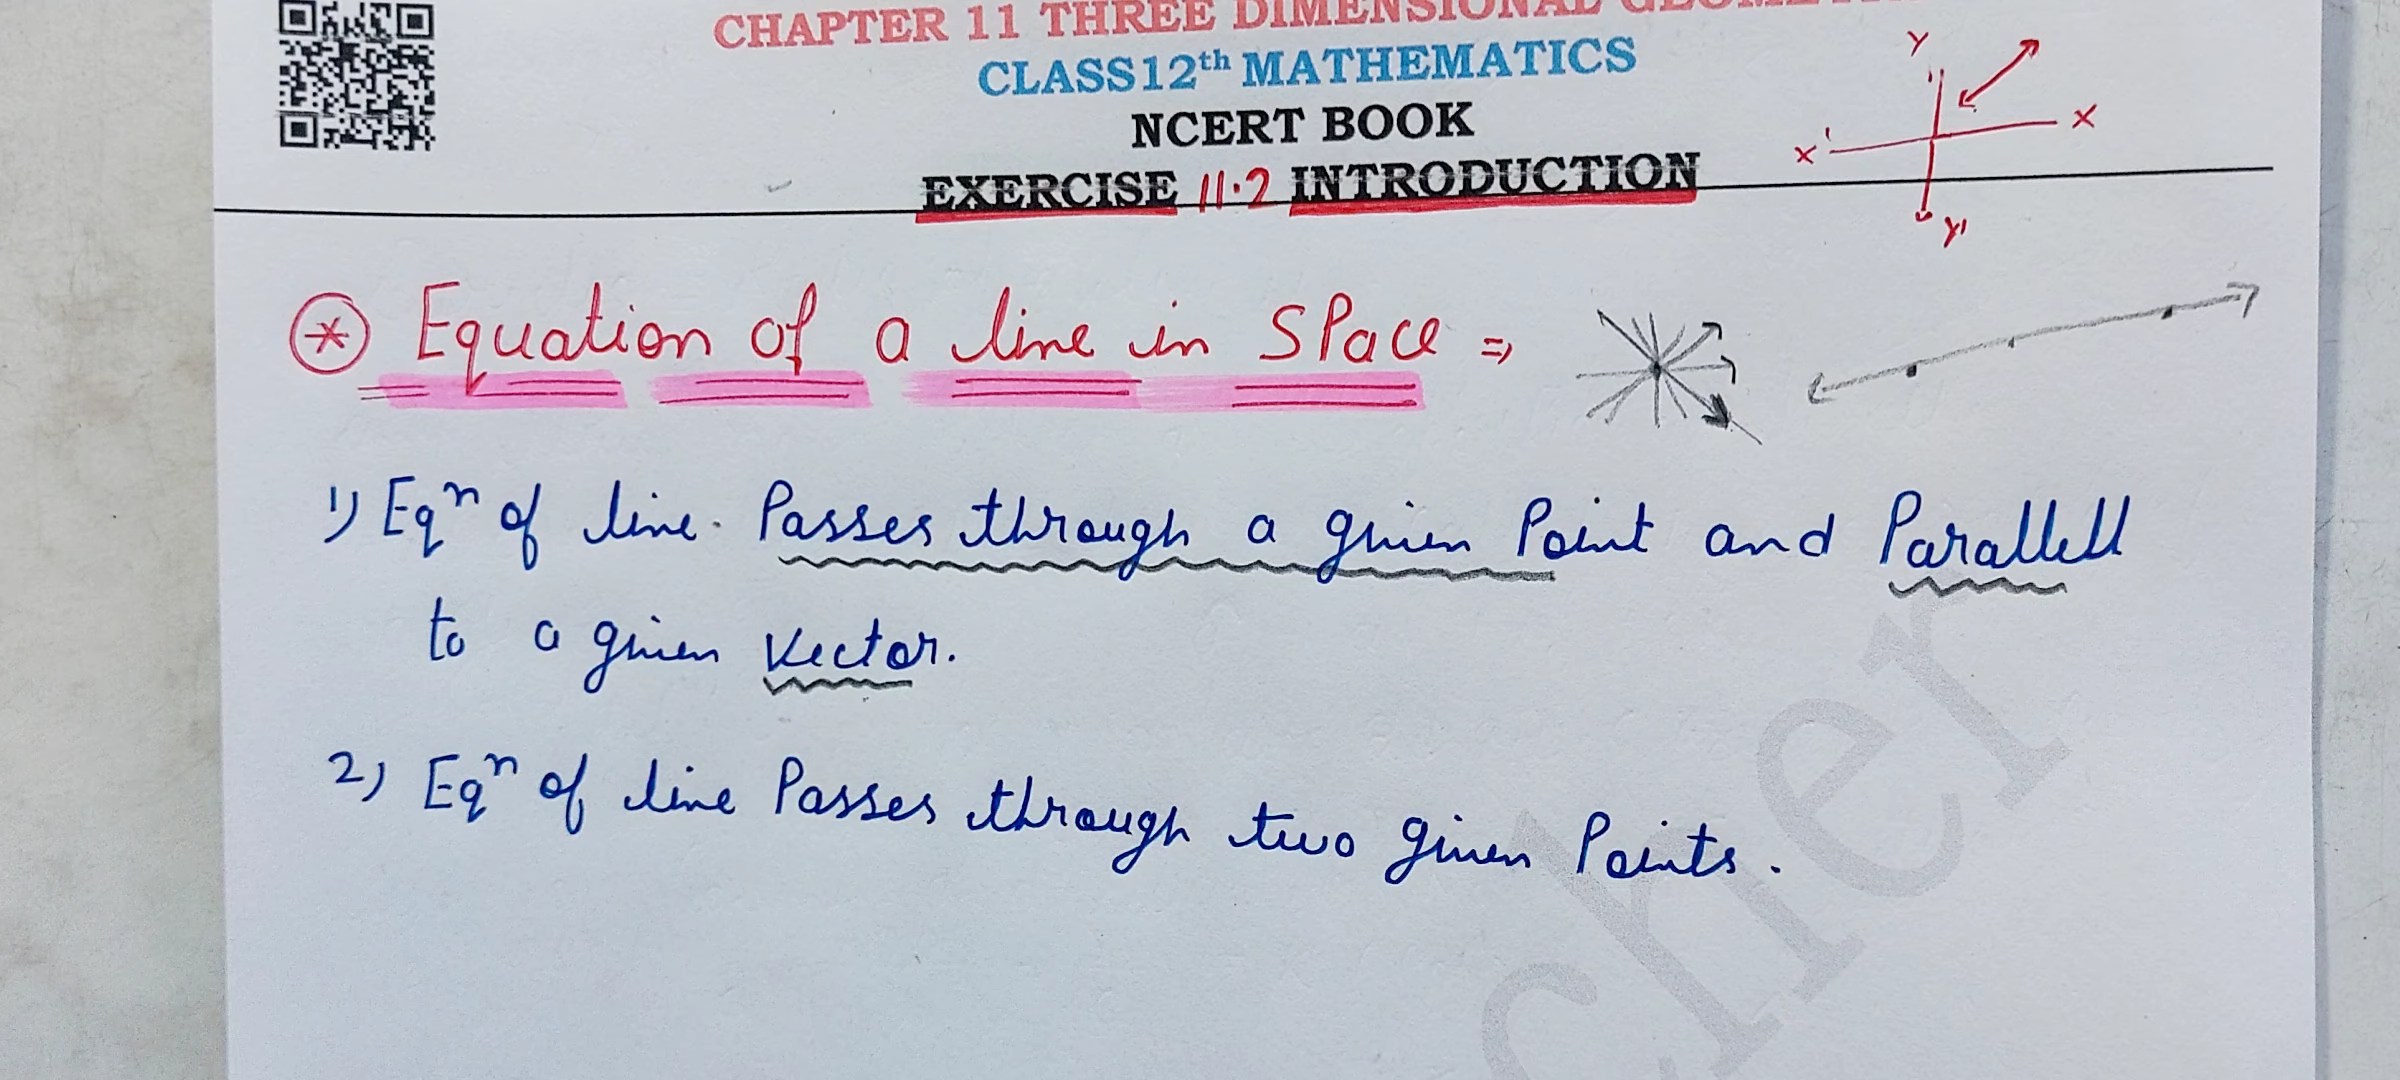 CHAPTER 11 THREE DIMENSIONAL
CLASS 12th MATHEMATICS
NCERT BOOK
EXERCISE 11.2 INTRODUCTION
Y
X' X
Y'
* Equation of a line in SPace ⇒
1) Eqn of line. Passes through a given Point and Parallell
to a given Vector.
2) Eqn of line Passes through two given Points.
cher